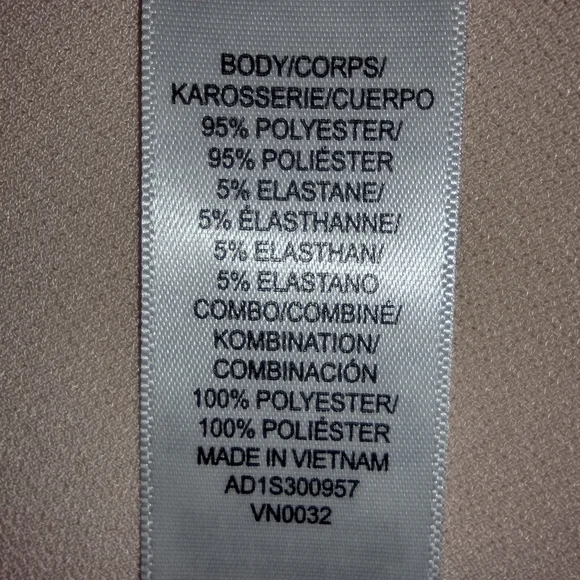 BODY/CORPS/
KAROSSERIE/CUERPO
95% POLYESTER/
95% POLIÉSTER
5% ELASTANE/
5% ÉLASTHANNE/
5% ELASTHAN/
5% ELASTANO
COMBO/COMBINÉ/
KOMBINATION/
COMBINACIÓN
100% POLYESTER/
100% POLIÉSTER
MADE IN VIETNAM
AD1S300957
VN0032